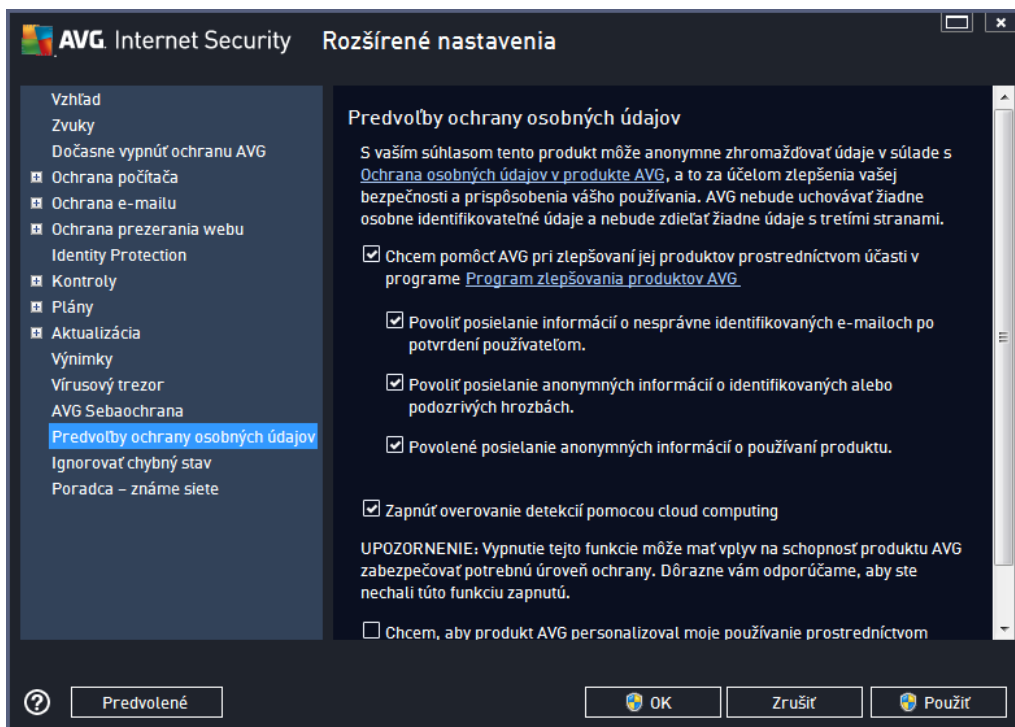 AVG. Internet Security Rozšírené nastavenia
Vzhľad
Zvuky
Dočasne vypnúť ochranu AVG
Ochrana počítača
Ochrana e-mailu
Ochrana prezerania webu
Identity Protection
Kontroly
Plány
Aktualizácia
Výnimky
Vírusový trezor
AVG Sebaochrana
Predvoľby ochrany osobných údajov
Ignorovať chybný stav
Poradca – známe siete
Predvoľby ochrany osobných údajov
S vaším súhlasom tento produkt môže anonymne zhromažďovať údaje v súlade s
Ochrana osobných údajov v produkte AVG, a to za účelom zlepšenia vašej
bezpečnosti a prispôsobenia vášho používania. AVG nebude uchovávať žiadne
osobne identifikovateľné údaje a nebude zdieľať žiadne údaje s tretími stranami.
Chcem pomôcť AVG pri zlepšovaní jej produktov prostredníctvom účasti v
programe Program zlepšovania produktov AVG
Povoliť posielanie informácií o nesprávne identifikovaných e-mailoch po
potvrdení používateľom.
Povoliť posielanie anonymných informácií o identifikovaných alebo
podozrivých hrozbách.
Povolené posielanie anonymných informácií o používaní produktu.
Zapnúť overovanie detekcií pomocou cloud computing
UPOZORNENIE: Vypnutie tejto funkcie môže mať vplyv na schopnosť produktu AVG
zabezpečovať potrebnú úroveň ochrany. Dôrazne vám odporúčame, aby ste
nechali túto funkciu zapnutú.
Chcem, aby produkt AVG personalizoval moje používanie prostredníctvom
Predvolené
OK
Zrušiť
Použiť